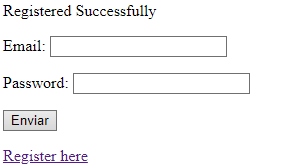 Registered Successfully
Email:
Password:
Enviar
Register here